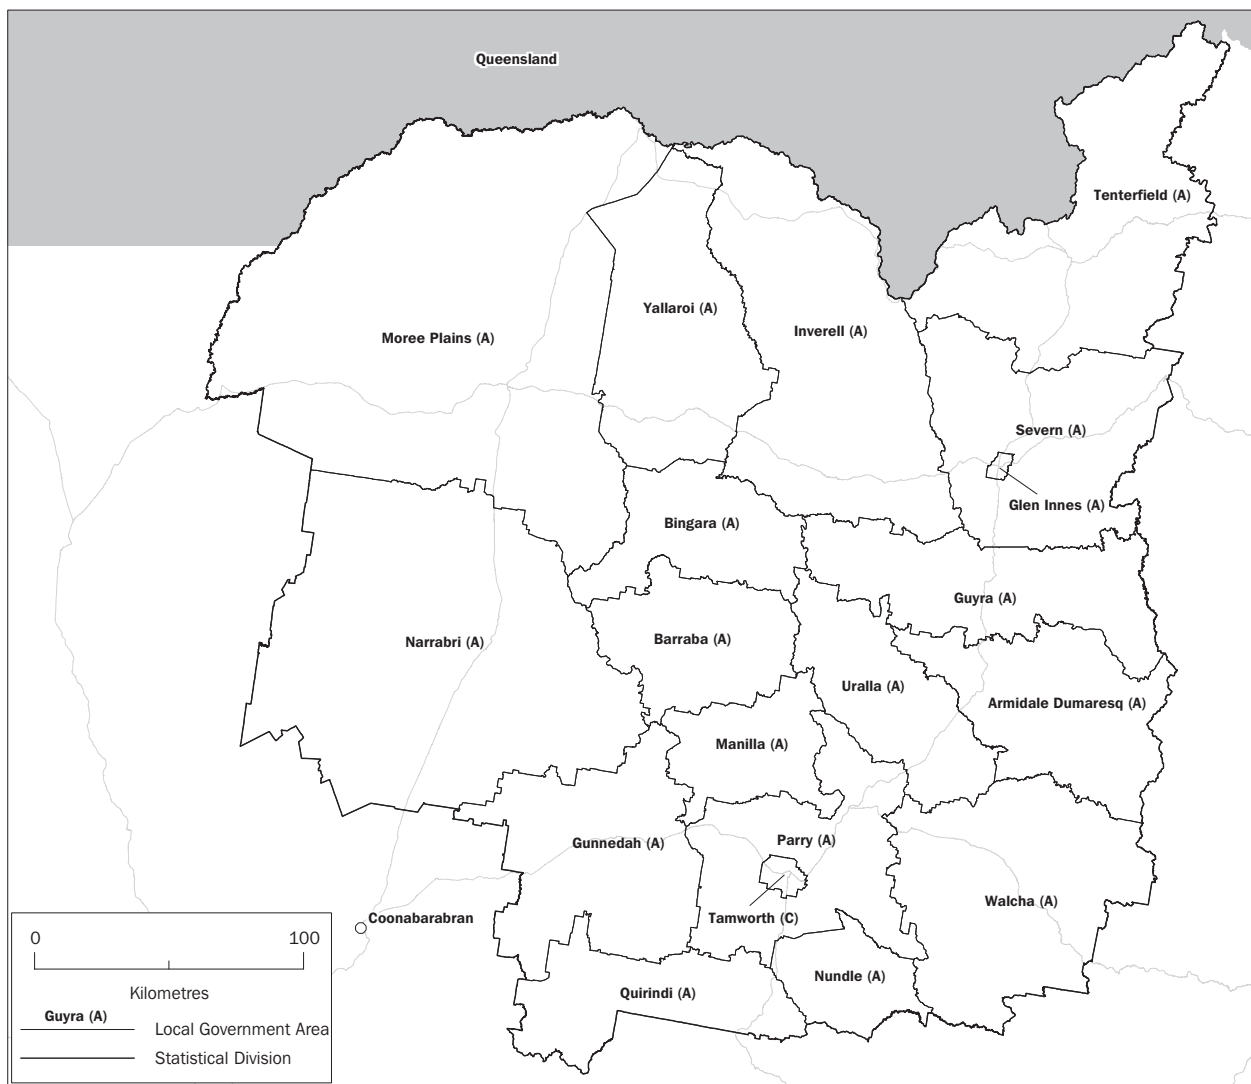 Queensland
Tenterfield (A)
Yallaroi (A)
Inverell (A)
Moree Plains (A)
Severn (A)
Glen Innes (A)
Bingara (A)
Guyra (A)
Narrabri (A)
Barraba (A)
Uralla (A)
Armidale Dumaresq (A)
Manilla (A)
Gunnedah (A)
Parry (A)
Walcha (A)
Coonabarabran
Tamworth (C)
Nundle (A)
Quirindi (A)
0 100
Kilometres
Guyra (A)
Local Government Area
Statistical Division